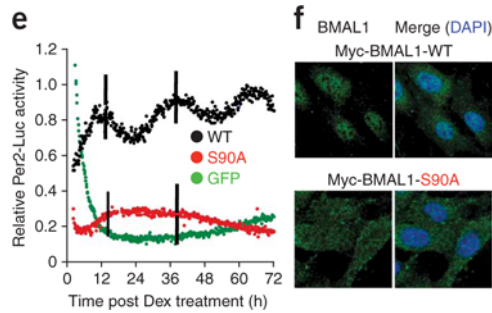 e
Relative Per2-Luc activity
1.2
1.0
0.8
0.6
0.4
0.2
0
WT
S90A
GFP
0 12 24 36 48 60 72
Time post Dex treatment (h)
f
BMAL1 Merge (DAPI)
Myc-BMAL1-WT
Myc-BMAL1-S90A